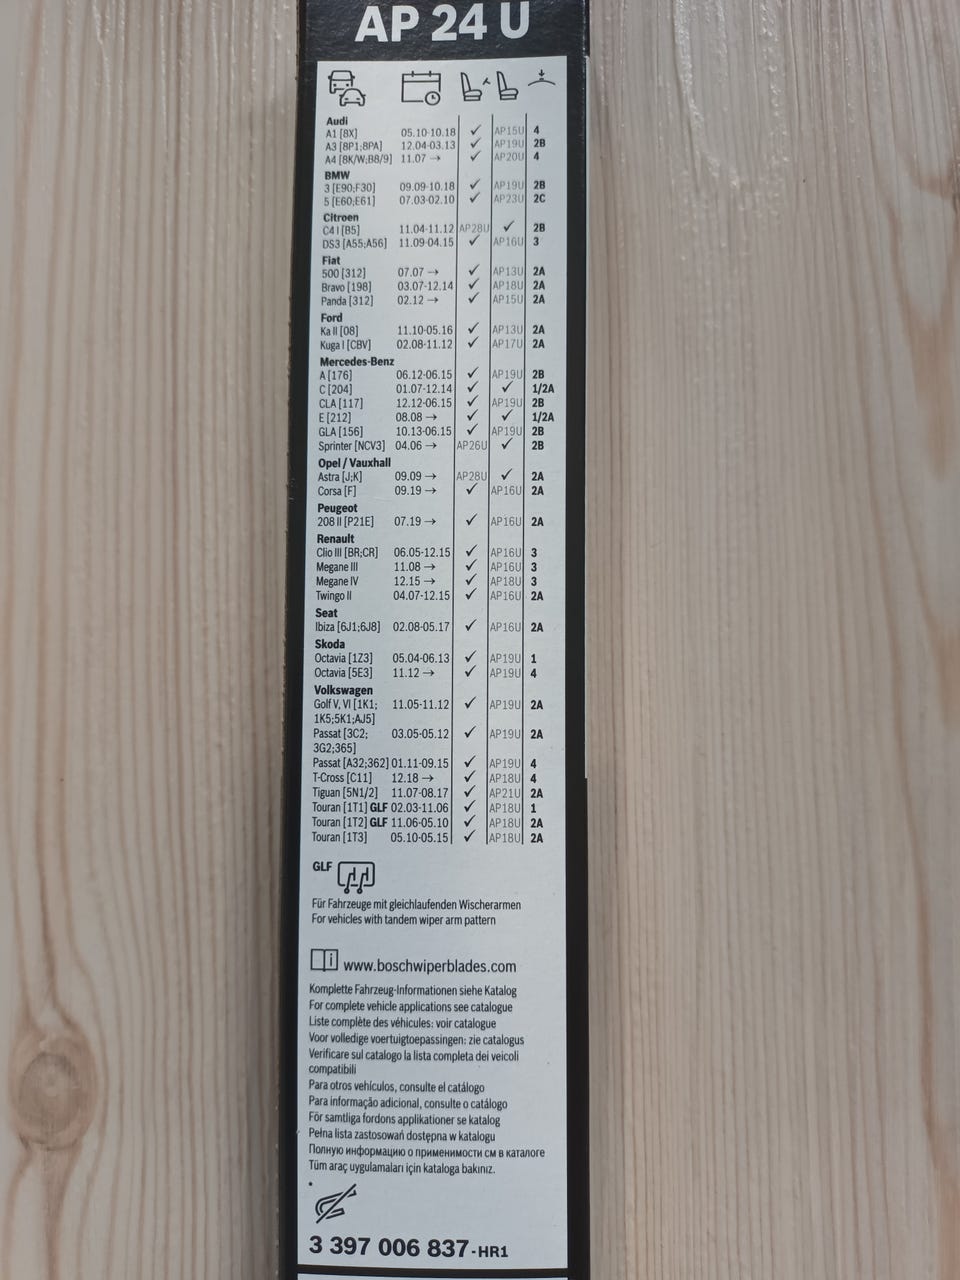 AP 24 U
Audi
A1 [8X] 05.10-10.18 ✓ AP15U 4
A3 [8P1;8PA] 12.04-03.13 ✓ AP19U 2B
A4 [8K/W;B8/9] 11.07 → ✓ AP20U 4
BMW
3 [E90;F30] 09.09-10.18 ✓ AP19U 2B
5 [E60;E61] 07.03-02.10 ✓ AP23U 2C
Citroen
C4 I [B5] 11.04-11.12 AP28U ✓ 2B
DS3 [A55;A56] 11.09-04.15 ✓ AP16U 3
Fiat
500 [312] 07.07 → ✓ AP13U 2A
Bravo [198] 03.07-12.14 ✓ AP18U 2A
Panda [312] 02.12 → ✓ AP15U 2A
Ford
Ka II [08] 11.10-05.16 ✓ AP13U 2A
Kuga I [CBV] 02.08-11.12 ✓ AP17U 2A
Mercedes-Benz
A [176] 06.12-06.15 ✓ AP19U 2B
C [204] 01.07-12.14 ✓ ✓ 1/2A
CLA [117] 12.12-06.15 ✓ AP19U 2B
E [212] 08.08 → ✓ ✓ 1/2A
GLA [156] 10.13-06.15 ✓ AP19U 2B
Sprinter [NCV3] 04.06 → AP26U ✓ 2B
Opel / Vauxhall
Astra [J;K] 09.09 → AP28U ✓ 2A
Corsa [F] 09.19 → ✓ AP16U 2A
Peugeot
208 II [P21E] 07.19 → ✓ AP16U 2A
Renault
Clio III [BR;CR] 06.05-12.15 ✓ AP16U 3
Megane III 11.08 → ✓ AP16U 3
Megane IV 12.15 → ✓ AP18U 3
Twingo II 04.07-12.15 ✓ AP16U 2A
Seat
Ibiza [6J1;6J8] 02.08-05.17 ✓ AP16U 2A
Skoda
Octavia [1Z3] 05.04-06.13 ✓ AP19U 1
Octavia [5E3] 11.12 → ✓ AP19U 4
Volkswagen
Golf V, VI [1K1; 11.05-11.12 ✓ AP19U 2A
1K5;5K1;AJ5]
Passat [3C2; 03.05-05.12 ✓ AP19U 2A
3G2;365]
Passat [A32;362] 01.11-09.15 ✓ AP19U 4
T-Cross [C11] 12.18 → ✓ AP18U 4
Tiguan [5N1/2] 11.07-08.17 ✓ AP21U 2A
Touran [1T1] GLF 02.03-11.06 ✓ AP18U 1
Touran [1T2] GLF 11.06-05.10 ✓ AP18U 2A
Touran [1T3] 05.10-05.15 ✓ AP18U 2A
GLF
Für Fahrzeuge mit gleichlaufenden Wischerarmen
For vehicles with tandem wiper arm pattern
www.boschwiperblades.com
Komplette Fahrzeug-Informationen siehe Katalog
For complete vehicle applications see catalogue
Liste complète des véhicules: voir catalogue
Voor volledige voertuigtoepassingen: zie catalogus
Verificare sul catalogo la lista completa dei veicoli
compatibili
Para otros vehículos, consulte el catálogo
Para informação adicional, consulte o catálogo
För samtliga fordons applikationer se katalog
Pełna lista zastosowań dostępna w katalogu
Полную информацию о применимости см в каталоге
Tüm araç uygulamaları için kataloga bakınız.
3 397 006 837-HR1